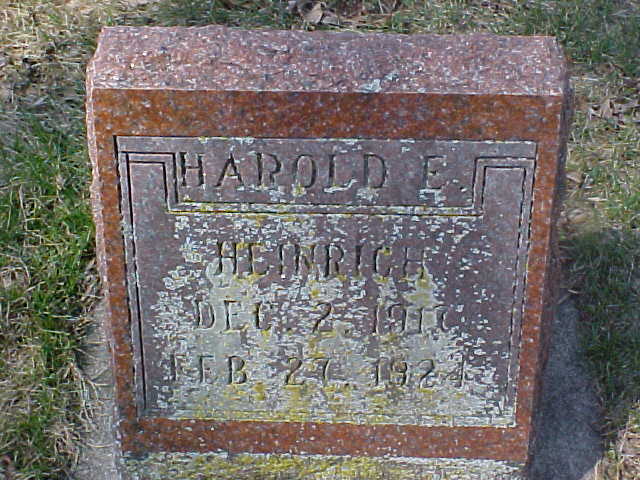 HAROLD E.
HEINRICH
DEC. 2,
FEB. 27, 1924